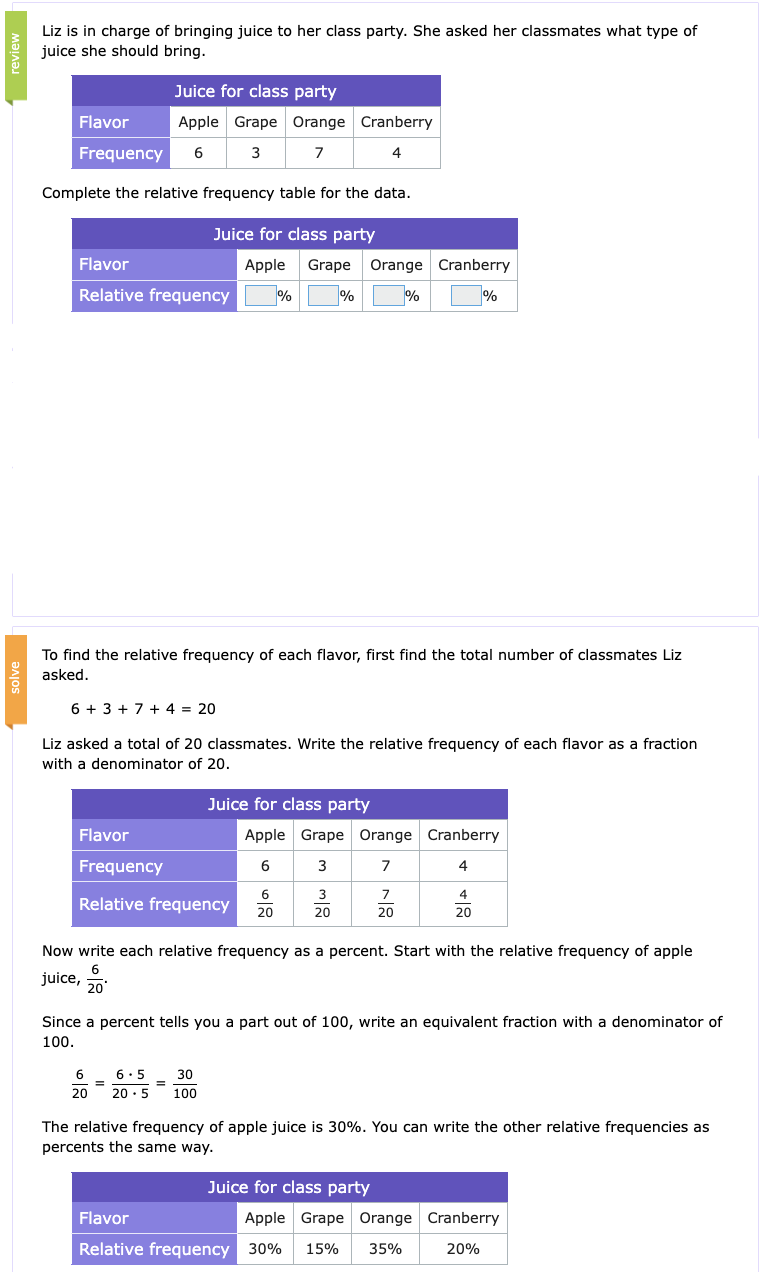 review
Liz is in charge of bringing juice to her class party. She asked her classmates what type of
juice she should bring.
Juice for class party
Flavor Apple Grape Orange Cranberry
Frequency 6 3 7 4
Complete the relative frequency table for the data.
Juice for class party
Flavor Apple Grape Orange Cranberry
Relative frequency % % % %
solve
To find the relative frequency of each flavor, first find the total number of classmates Liz
asked.
6 + 3 + 7 + 4 = 20
Liz asked a total of 20 classmates. Write the relative frequency of each flavor as a fraction
with a denominator of 20.
Juice for class party
Flavor Apple Grape Orange Cranberry
Frequency 6 3 7 4
Relative frequency 6/20 3/20 7/20 4/20
Now write each relative frequency as a percent. Start with the relative frequency of apple
juice, 6/20.
Since a percent tells you a part out of 100, write an equivalent fraction with a denominator of
100.
6/20 = 6 · 5/20 · 5 = 30/100
The relative frequency of apple juice is 30%. You can write the other relative frequencies as
percents the same way.
Juice for class party
Flavor Apple Grape Orange Cranberry
Relative frequency 30% 15% 35% 20%